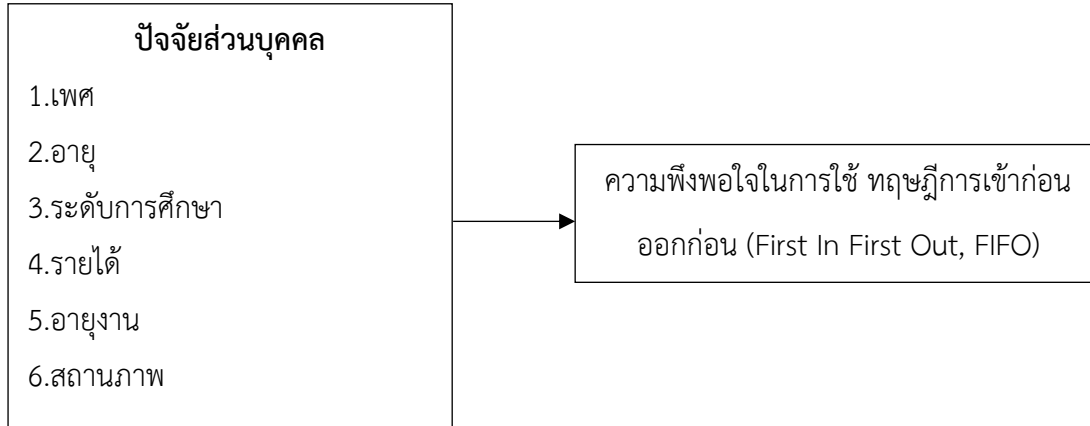 ปัจจัยส่วนบุคคล
1.เพศ
2.อายุ
3.ระดับการศึกษา
4.รายได้
5.อายุงาน
6.สถานภาพ
ความพึงพอใจในการใช้ ทฤษฎีการเข้าก่อน
ออกก่อน (First In First Out, FIFO)